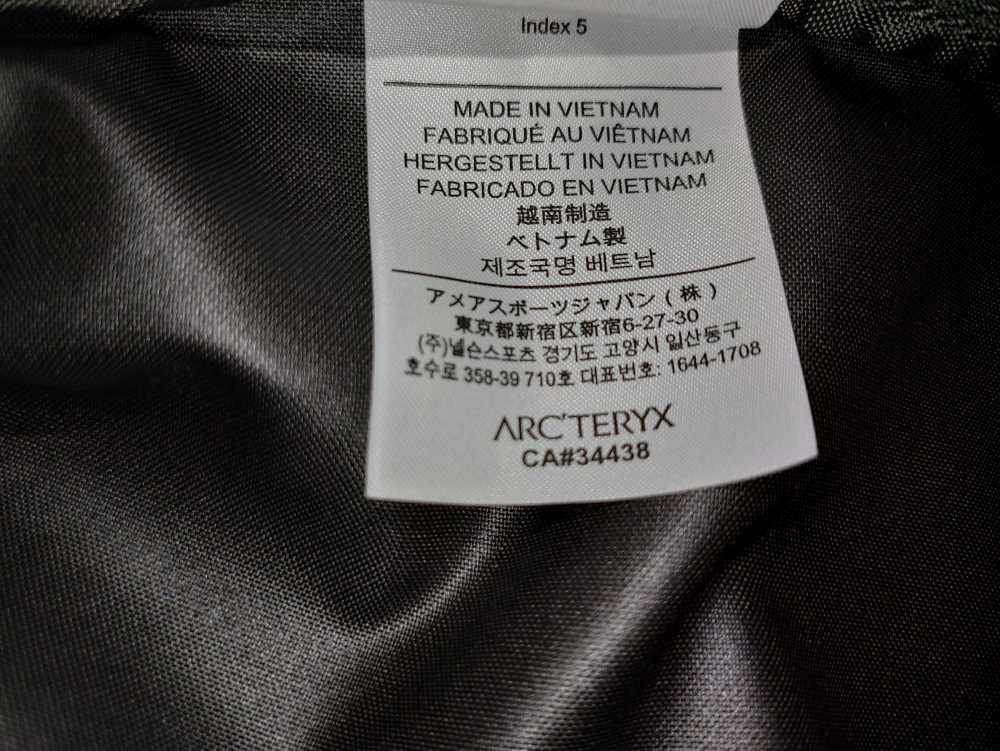 Index 5
MADE IN VIETNAM
FABRIQUÉ AU VIÊTNAM
HERGESTELLT IN VIETNAM
FABRICADO EN VIETNAM
越南制造
ベトナム製
제조국명 베트남
アメアスポーツジャパン(株)
東京都新宿区新宿6-27-30
(주)넬슨스포츠 경기도 고양시 일산동구
호수로 358-39 710호 대표번호: 1644-1708
ARC'TERYX
CA#34438